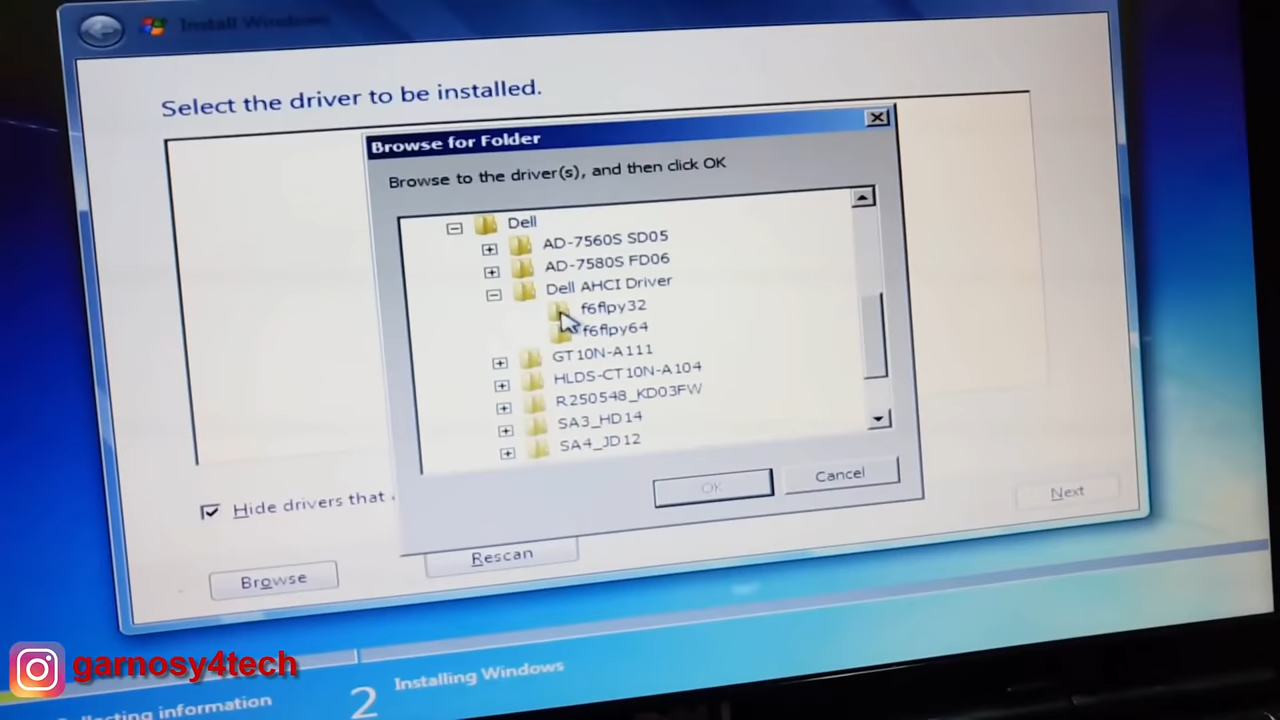 Install Windows
Select the driver to be installed.
Browse for Folder
Browse to the driver(s), and then click OK
Dell
AD-7560S SD05
AD-7580S FD06
Dell AHCI Driver
f6flpy32
f6flpy64
GT10N-A111
HLDS-CT10N-A104
R250548_KD03FW
SA3_HD14
SA4_JD12
OK
Cancel
Hide drivers that
Next
Rescan
Browse
garnosy4tech
Collecting information
2
Installing Windows